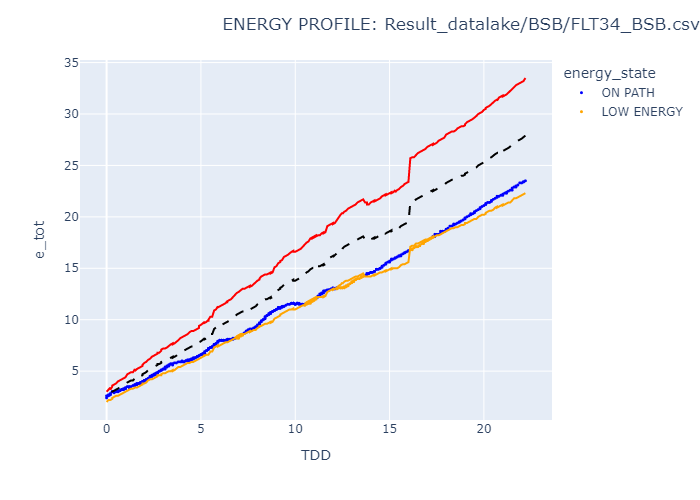 ENERGY PROFILE: Result_datalake/BSB/FLT34_BSB.csv
energy_state
ON PATH
LOW ENERGY
e_tot
35
30
25
20
15
10
5
0 5 10 15 20
TDD